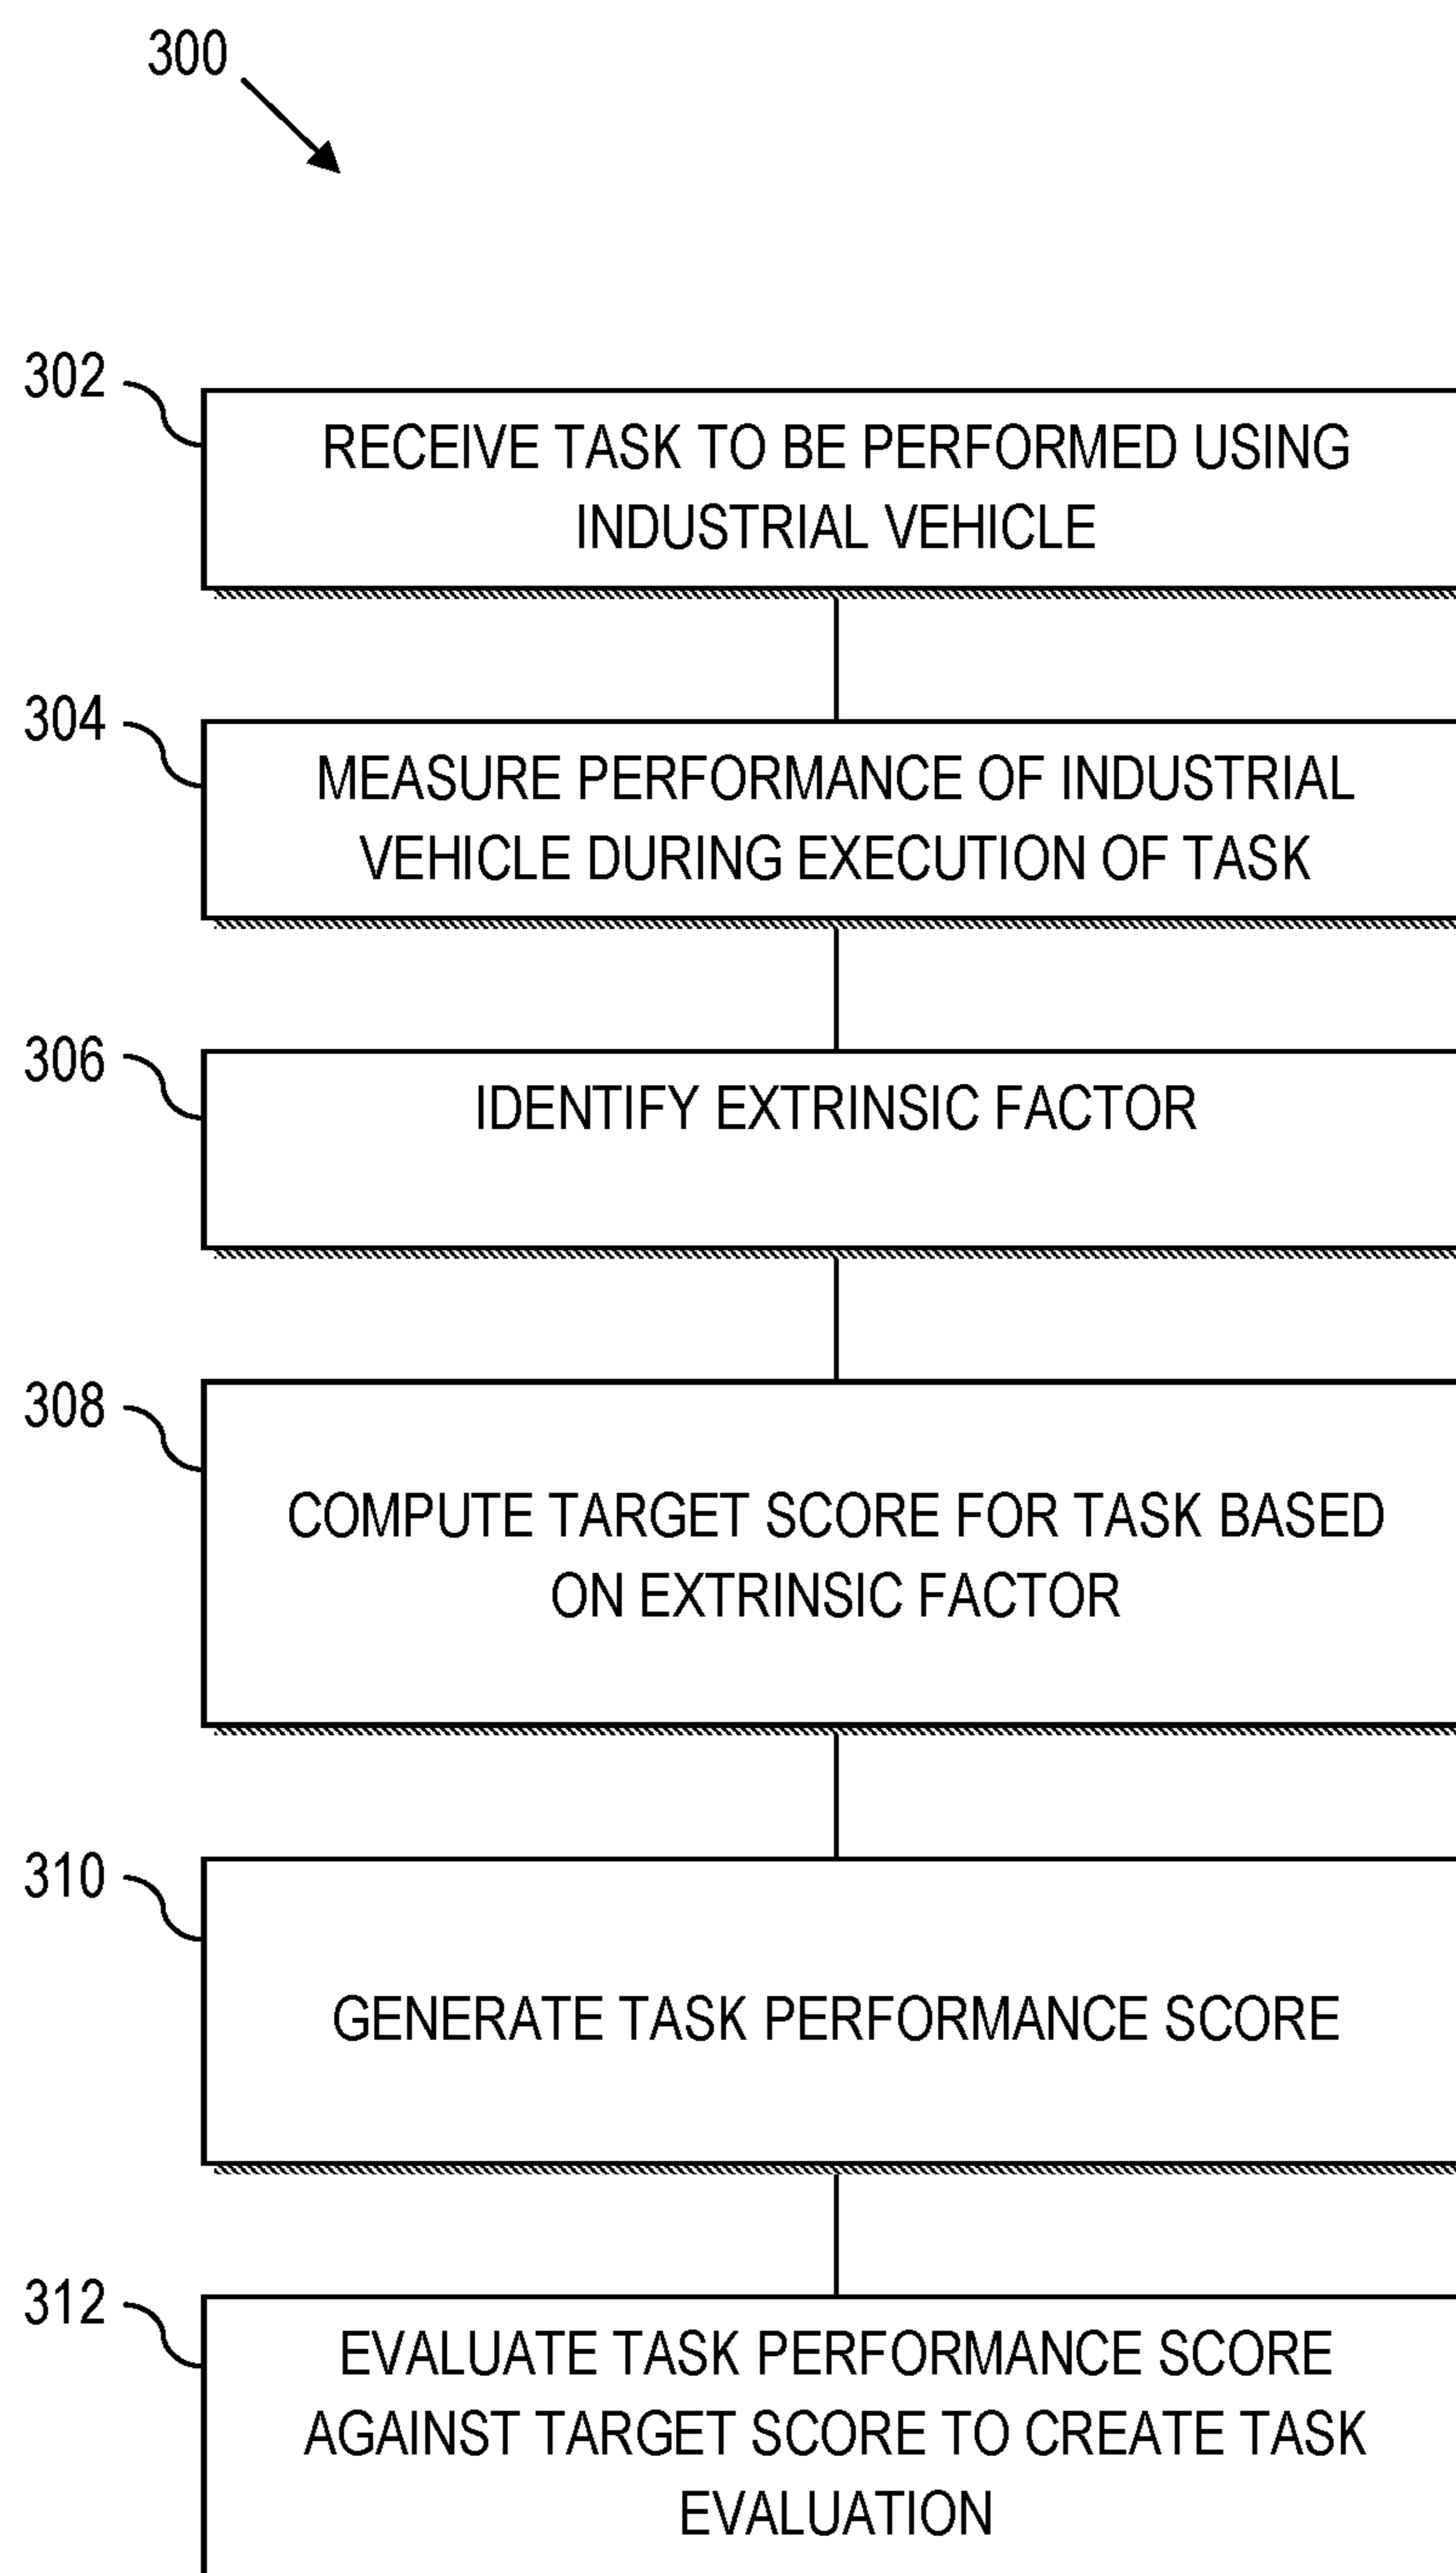 300
302
RECEIVE TASK TO BE PERFORMED USING
INDUSTRIAL VEHICLE
304
MEASURE PERFORMANCE OF INDUSTRIAL
VEHICLE DURING EXECUTION OF TASK
306
IDENTIFY EXTRINSIC FACTOR
308
COMPUTE TARGET SCORE FOR TASK BASED
ON EXTRINSIC FACTOR
310
GENERATE TASK PERFORMANCE SCORE
312
EVALUATE TASK PERFORMANCE SCORE
AGAINST TARGET SCORE TO CREATE TASK
EVALUATION